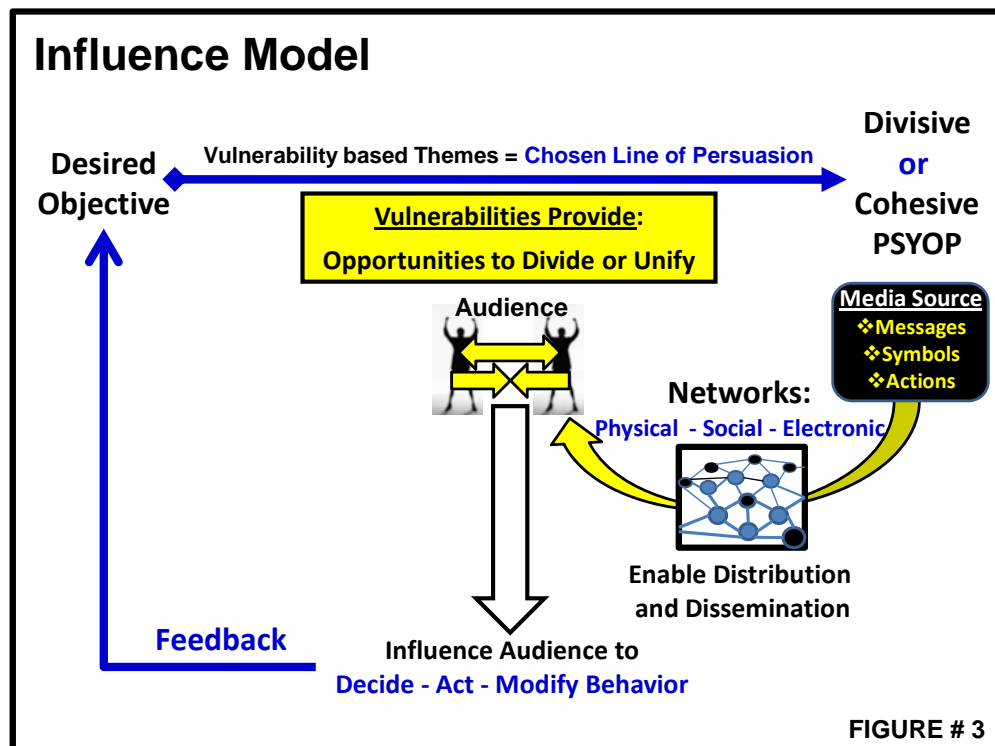 Influence Model
Desired
Objective
Vulnerability based Themes = Chosen Line of Persuasion
Divisive
or
Cohesive
PSYOP
Vulnerabilities Provide:
Opportunities to Divide or Unify
Audience
Media Source
❖Messages
❖Symbols
❖Actions
Networks:
Physical - Social - Electronic
Enable Distribution
and Dissemination
Feedback
Influence Audience to
Decide - Act - Modify Behavior
FIGURE # 3